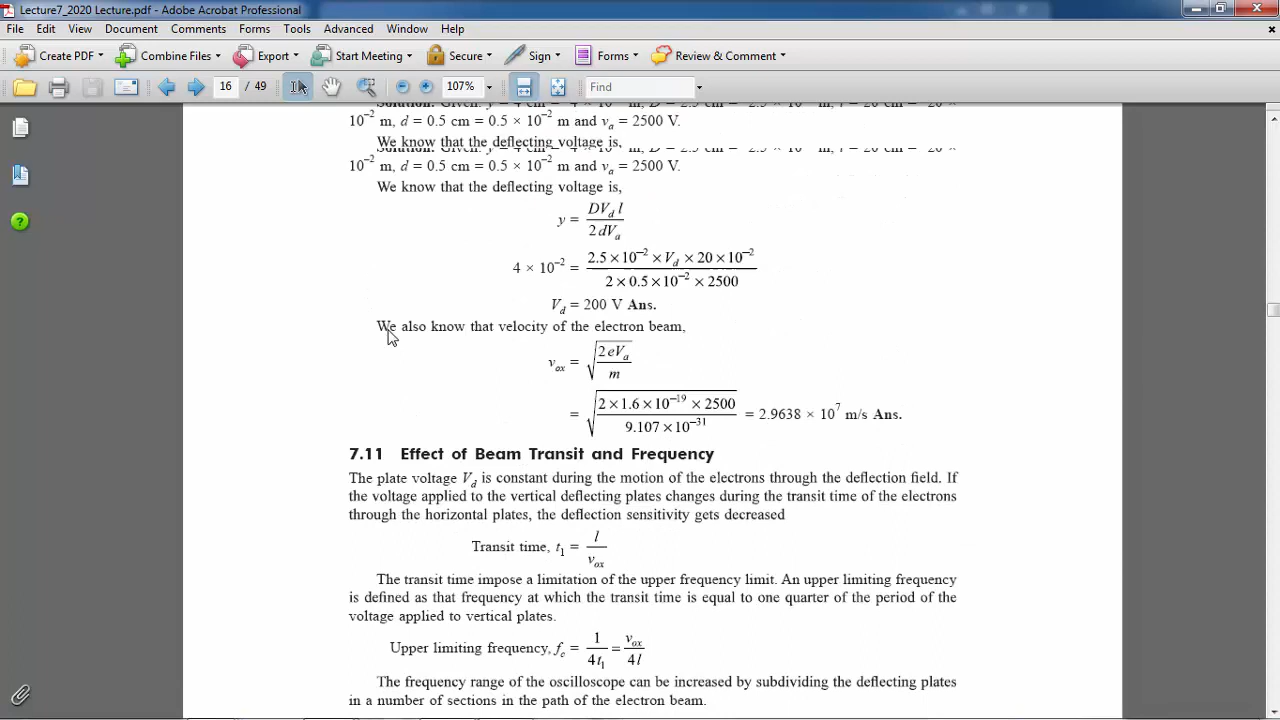 Lecture7_2020 Lecture.pdf - Adobe Acrobat Professional
File Edit View Document Comments Forms Tools Advanced Window Help
Create PDF Combine Files Export Start Meeting Secure Sign Forms Review & Comment
16 / 49 107% Find
10⁻² m, d = 0.5 cm = 0.5 × 10⁻² m and vₐ = 2500 V.
We know that the deflecting voltage is,
10⁻² m, d = 0.5 cm = 0.5 × 10⁻² m and vₐ = 2500 V.
We know that the deflecting voltage is,
y = DV_d l / 2 dVₐ
4 × 10⁻² = 2.5 × 10⁻² × V_d × 20 × 10⁻² / 2 × 0.5 × 10⁻² × 2500
V_d = 200 V Ans.
We also know that velocity of the electron beam,
v_ox = √(2 eVₐ / m)
= √(2 × 1.6 × 10⁻¹⁹ × 2500 / 9.107 × 10⁻³¹) = 2.9638 × 10⁷ m/s Ans.
7.11 Effect of Beam Transit and Frequency
The plate voltage V_d is constant during the motion of the electrons through the deflection field. If
the voltage applied to the vertical deflecting plates changes during the transit time of the electrons
through the horizontal plates, the deflection sensitivity gets decreased
Transit time, t₁ = l / v_ox
The transit time impose a limitation of the upper frequency limit. An upper limiting frequency
is defined as that frequency at which the transit time is equal to one quarter of the period of the
voltage applied to vertical plates.
Upper limiting frequency, f_c = 1 / 4t₁ = v_ox / 4 l
The frequency range of the oscilloscope can be increased by subdividing the deflecting plates
in a number of sections in the path of the electron beam.